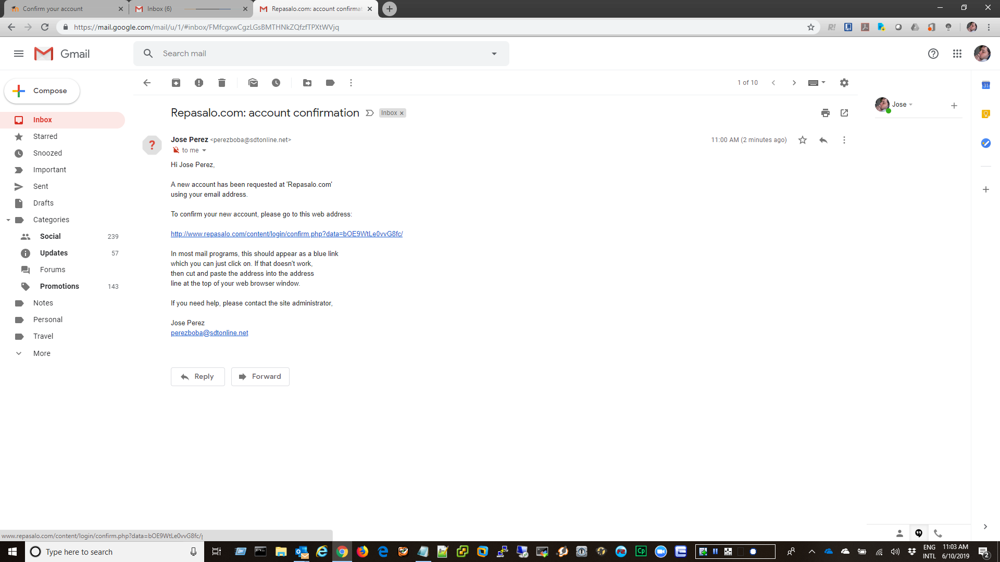 Confirm your account
Inbox (6)
Repasalo.com: account confirmat
https://mail.google.com/mail/u/1/#inbox/FMfcgxwCgzLGsBMTHNkZQfzfTPXtWVjq
Gmail
Search mail
Compose
1 of 10
Inbox
Starred
Snoozed
Important
Sent
Drafts
Categories
Social 239
Updates 57
Forums
Promotions 143
Notes
Personal
Travel
More
Repasalo.com: account confirmation
Inbox x
Jose Perez <perezboba@sdtonline.net>
11:00 AM (2 minutes ago)
to me
Hi Jose Perez,
A new account has been requested at 'Repasalo.com'
using your email address.
To confirm your new account, please go to this web address:
http://www.repasalo.com/content/login/confirm.php?data=bOE9WtLe0vvG8fc/
In most mail programs, this should appear as a blue link
which you can just click on. If that doesn't work,
then cut and paste the address into the address
line at the top of your web browser window.
If you need help, please contact the site administrator,
Jose Perez
perezboba@sdtonline.net
Reply
Forward
Jose
31
www.repasalo.com/content/login/confirm.php?data=bOE9WtLe0vvG8fc/
Type here to search
Cp
ENG
INTL
11:03 AM
6/10/2019
2